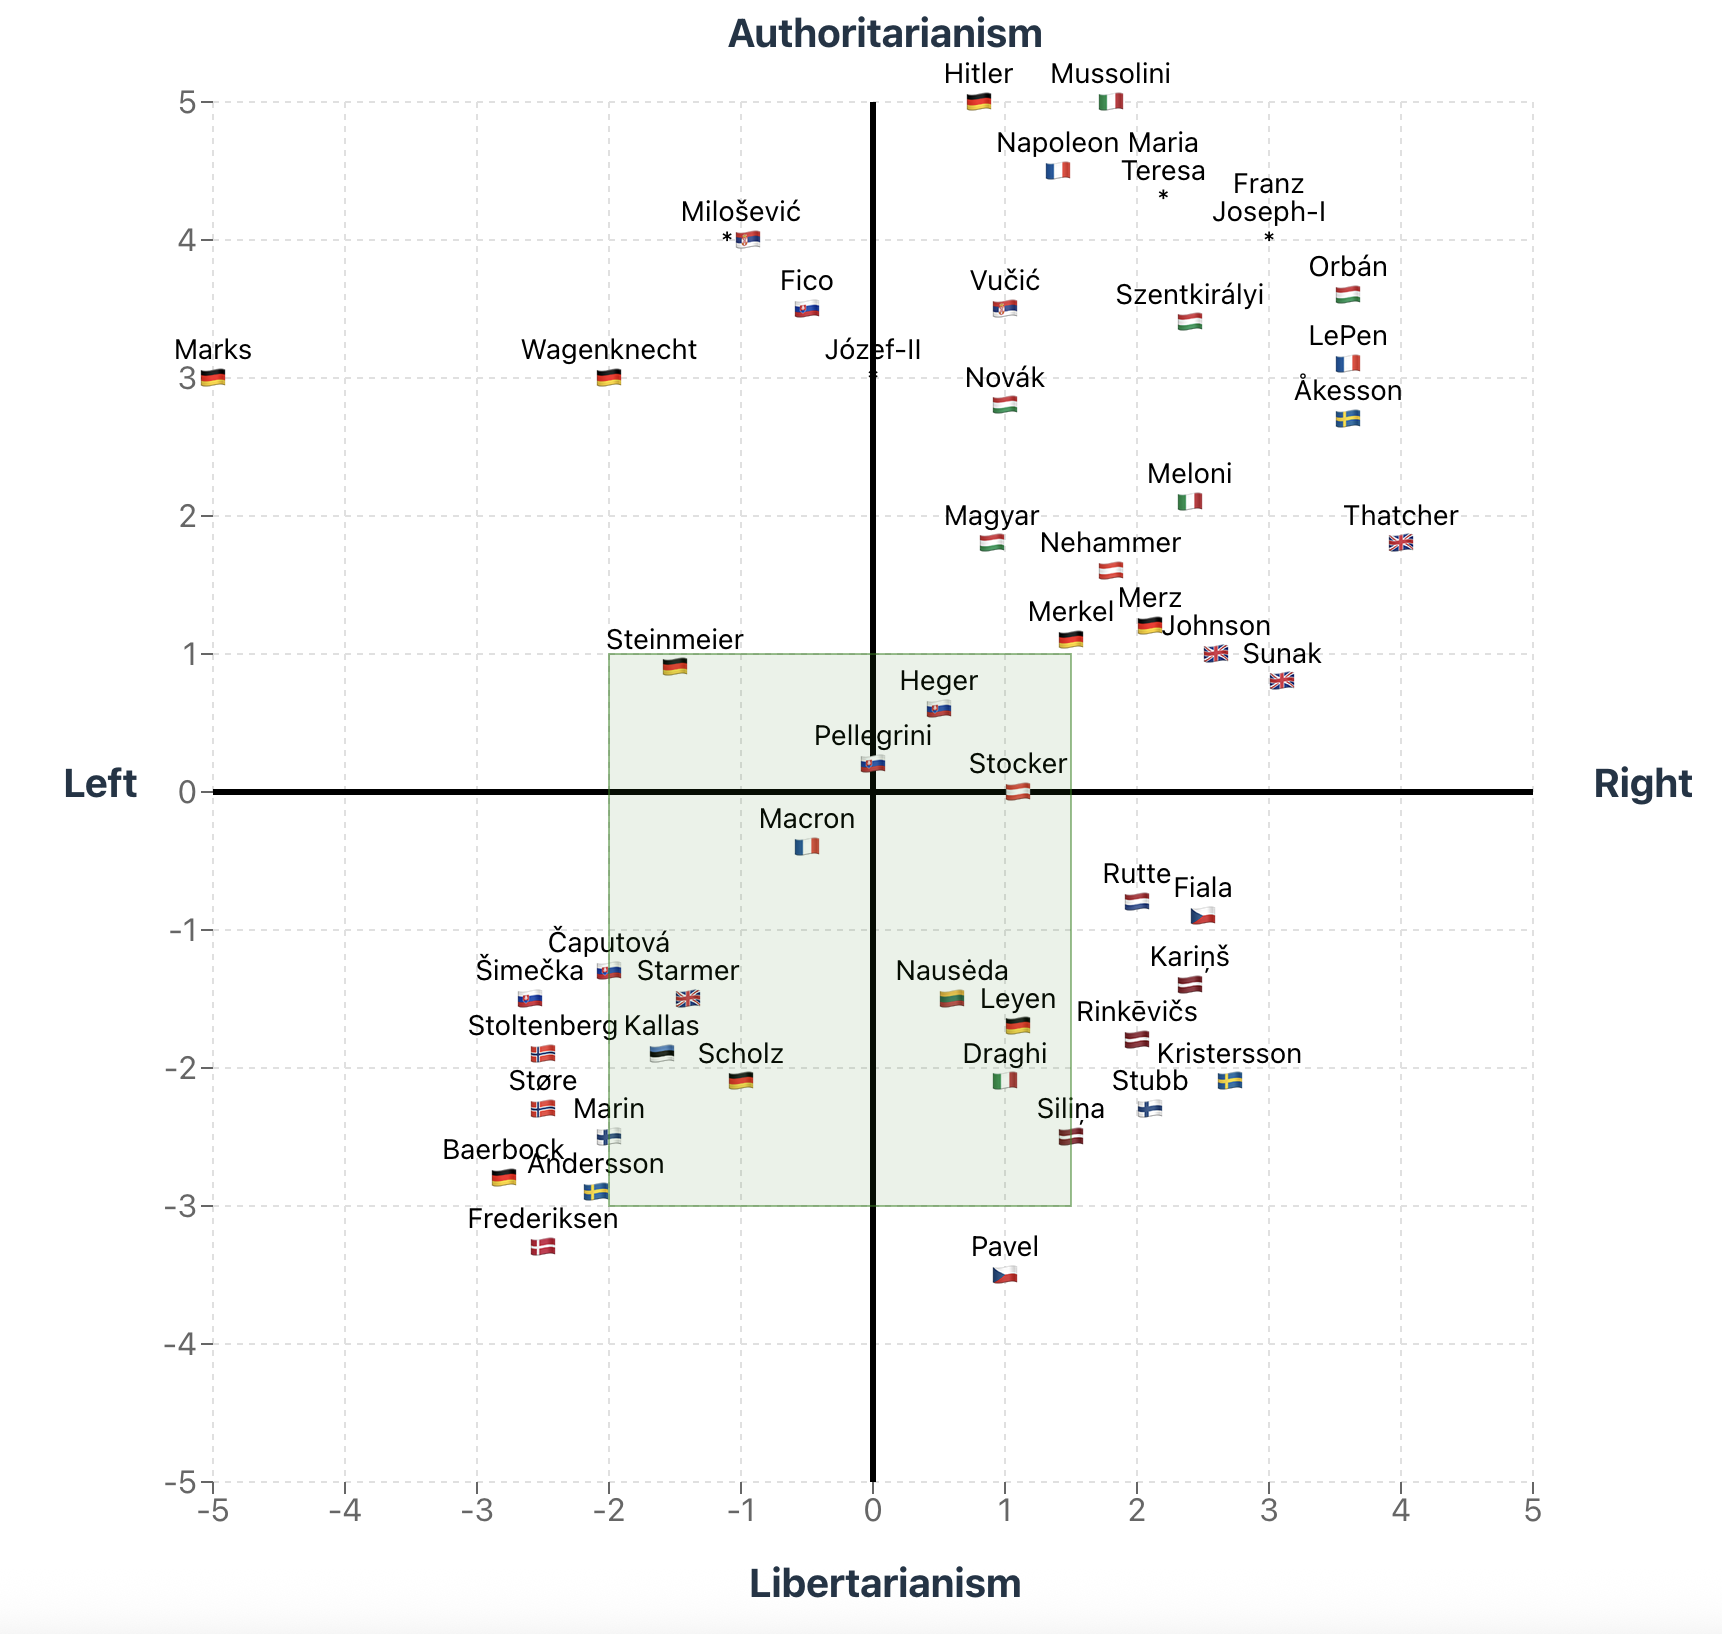 Authoritarianism
Hitler
Mussolini
5
Napoleon
Maria
Teresa
*
Franz
Joseph-I
*
Milošević
*
4
Orbán
Fico
Vučić
Szentkirályi
LePen
Marks
Wagenknecht
Józef-II
*
3
Novák
Åkesson
Meloni
2
Magyar
Thatcher
Nehammer
Merz
Merkel
Johnson
Steinmeier
1
Sunak
Heger
Pellegrini
Stocker
Left
0
Right
Macron
Rutte
Fiala
-1
Čaputová
Kariņš
Šimečka
Starmer
Nausėda
Leyen
Rinkēvičs
Stoltenberg
Kallas
Scholz
Draghi
Kristersson
-2
Støre
Stubb
Marin
Siliņa
Baerbock
Andersson
-3
Frederiksen
Pavel
-4
-5
-5
-4
-3
-2
-1
0
1
2
3
4
5
Libertarianism